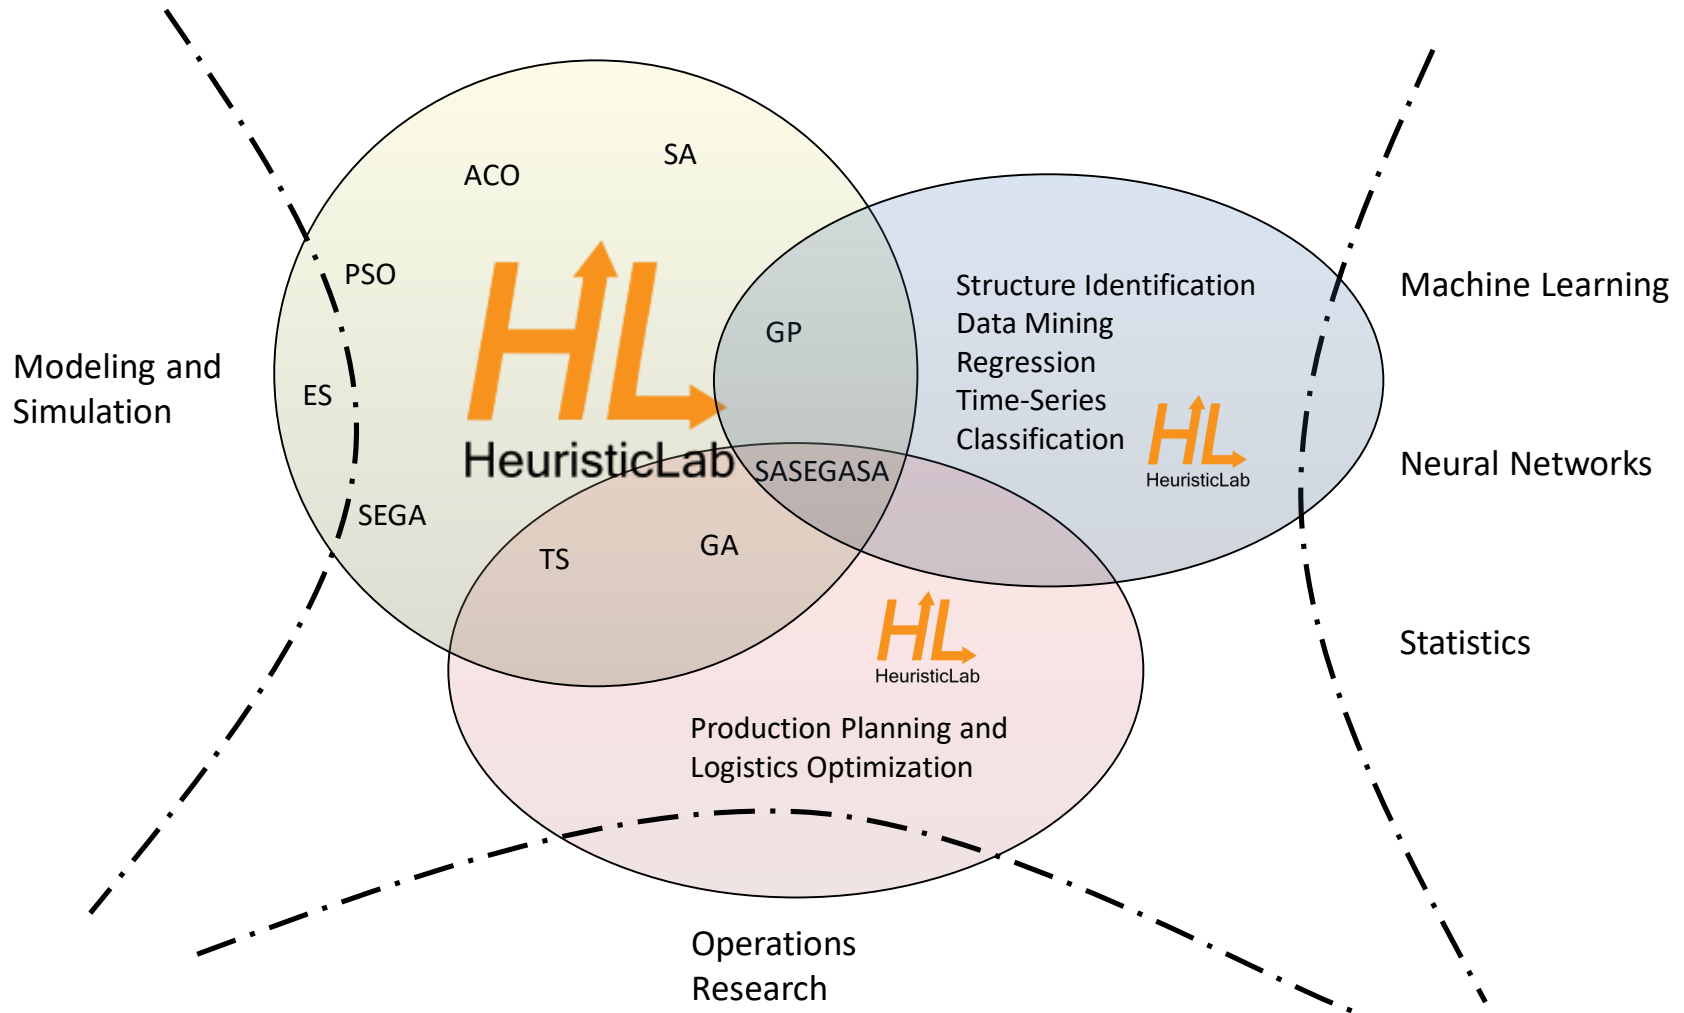 SA
ACO
PSO
HL
HeuristicLab
ES
SEGA
GP
SASEGASA
TS
GA
Structure Identification
Data Mining
Regression
Time-Series
Classification
HL
HeuristicLab
HL
HeuristicLab
Production Planning and
Logistics Optimization
Modeling and
Simulation
Machine Learning
Neural Networks
Statistics
Operations
Research